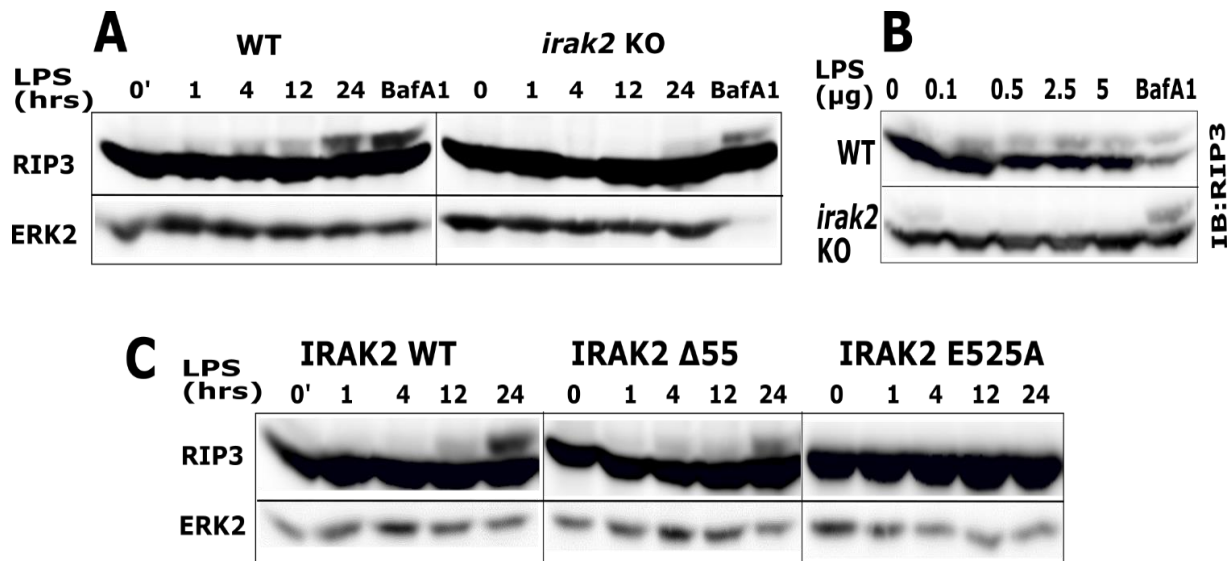 A
WT irak2 KO
LPS
(hrs) 0' 1 4 12 24 BafA1 0 1 4 12 24 BafA1
RIP3
ERK2
B
LPS
(µg) 0 0.1 0.5 2.5 5 BafA1
WT
irak2
KO
IB:RIP3
C
IRAK2 WT IRAK2 Δ55 IRAK2 E525A
LPS
(hrs) 0' 1 4 12 24 0 1 4 12 24 0 1 4 12 24
RIP3
ERK2